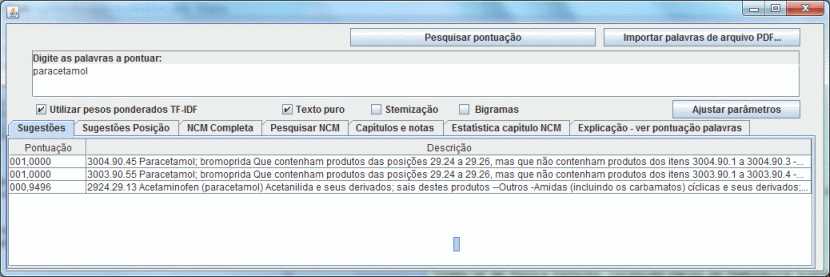 Pesquisar pontuação Importar palavras de arquivo PDF...
Digite as palavras a pontuar:
paracetamol
Utilizar pesos ponderados TF-IDF Texto puro Stemização Bigramas Ajustar parâmetros
Sugestões Sugestões Posição NCM Completa Pesquisar NCM Capítulos e notas Estatística capítulo NCM Explicação - ver pontuação palavras
Pontuação Descrição
001,0000 3004.90.45 Paracetamol; bromoprida Que contenham produtos das posições 29.24 a 29.26, mas que não contenham produtos dos itens 3004.90.1 a 3004.90.3 -...
001,0000 3003.90.55 Paracetamol; bromoprida Que contenham produtos das posições 29.24 a 29.26, mas que não contenham produtos dos itens 3003.90.1 a 3003.90.4 -...
000,9496 2924.29.13 Acetaminofen (paracetamol) Acetanilida e seus derivados; sais destes produtos --Outros -Amidas (incluindo os carbamatos) cíclicas e seus derivados;...